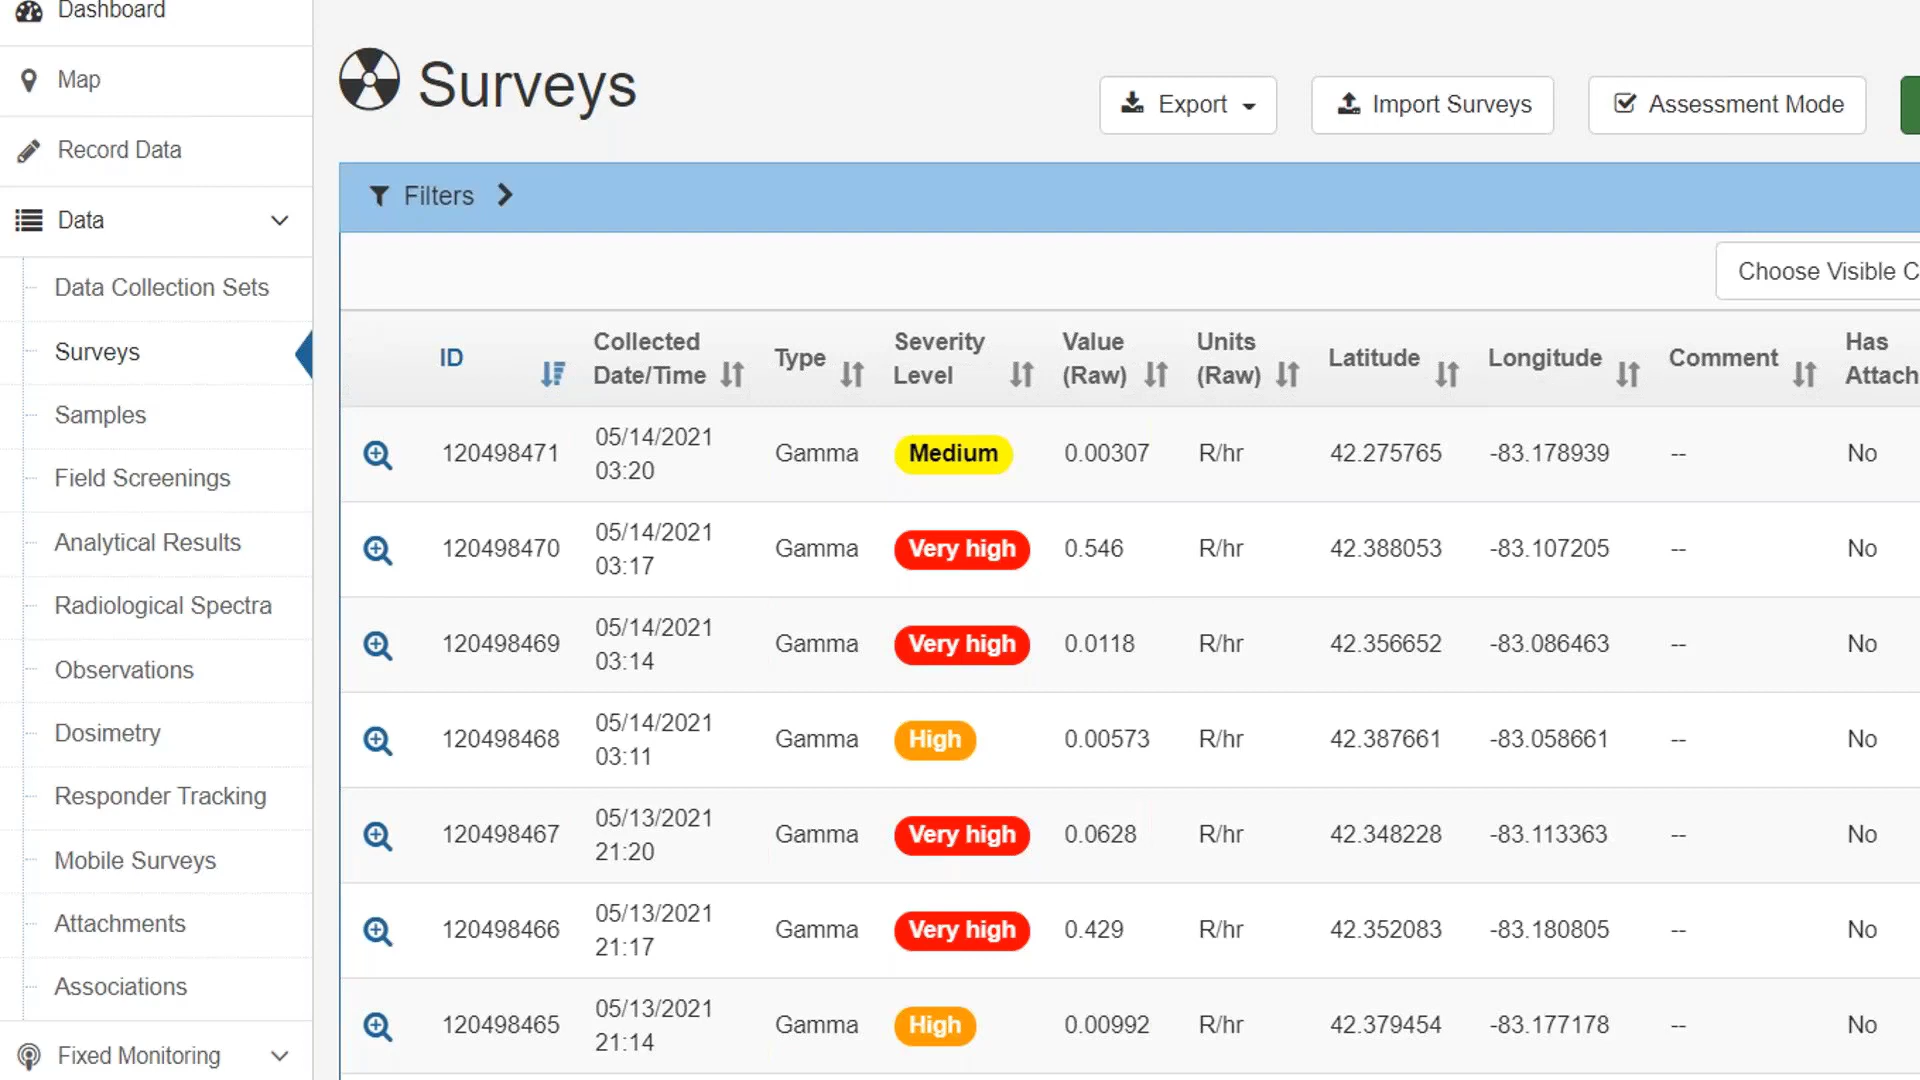 Dashboard
Map
Record Data
Data
Data Collection Sets
Surveys
Samples
Field Screenings
Analytical Results
Radiological Spectra
Observations
Dosimetry
Responder Tracking
Mobile Surveys
Attachments
Associations
Fixed Monitoring
Surveys
Export
Import Surveys
Assessment Mode
Filters
Choose Visible C
ID
Collected
Date/Time
Type
Severity
Level
Value
(Raw)
Units
(Raw)
Latitude
Longitude
Comment
Has
Attach
120498471 05/14/2021 03:20 Gamma Medium 0.00307 R/hr 42.275765 -83.178939 -- No
120498470 05/14/2021 03:17 Gamma Very high 0.546 R/hr 42.388053 -83.107205 -- No
120498469 05/14/2021 03:14 Gamma Very high 0.0118 R/hr 42.356652 -83.086463 -- No
120498468 05/14/2021 03:11 Gamma High 0.00573 R/hr 42.387661 -83.058661 -- No
120498467 05/13/2021 21:20 Gamma Very high 0.0628 R/hr 42.348228 -83.113363 -- No
120498466 05/13/2021 21:17 Gamma Very high 0.429 R/hr 42.352083 -83.180805 -- No
120498465 05/13/2021 21:14 Gamma High 0.00992 R/hr 42.379454 -83.177178 -- No